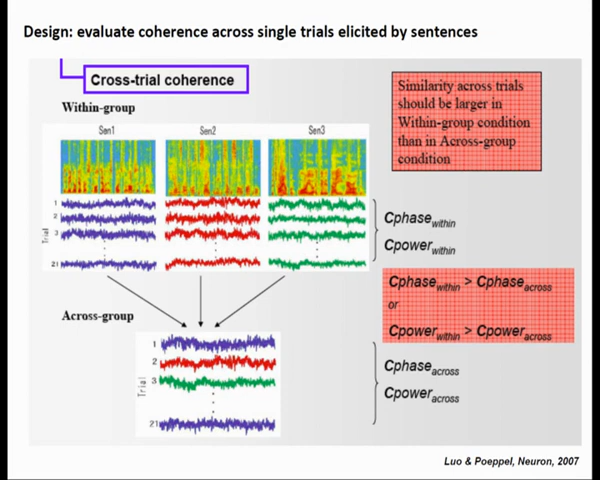 Design: evaluate coherence across single trials elicited by sentences
Cross-trial coherence
Within-group
Sen1 Sen2 Sen3
Trial
1
2
3
21
Cphasewithin
Cpowerwithin
Similarity across trials
should be larger in
Within-group condition
than in Across-group
condition
Cphasewithin > Cphaseacross
or
Cpowerwithin > Cpoweracross
Across-group
Trial
1
2
3
21
Cphaseacross
Cpoweracross
Luo & Poeppel, Neuron, 2007